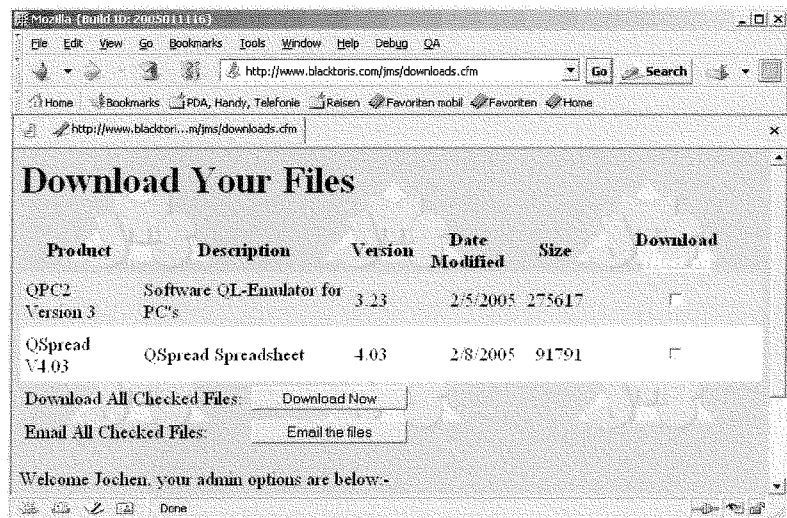 Mozilla {Build ID: 2005011116}
File Edit View Go Bookmarks Tools Window Help Debug QA
http://www.blacktoris.com/jms/downloads.cfm Go Search
Home Bookmarks PDA, Handy, Telefonie Reisen Favoriten mobil Favoriten Home
http://www.blacktori...m/jms/downloads.cfm
Download Your Files
Product Description Version Date Modified Size Download
QPC2 Version 3 Software QL-Emulator for PC"s 3.23 2/5/2005 275617
QSpread V4.03 QSpread Spreadsheet 4.03 2/8/2005 91791
Download All Checked Files: Download Now
Email All Checked Files: Email the files
Welcome Jochen, your admin options are below:-
Done